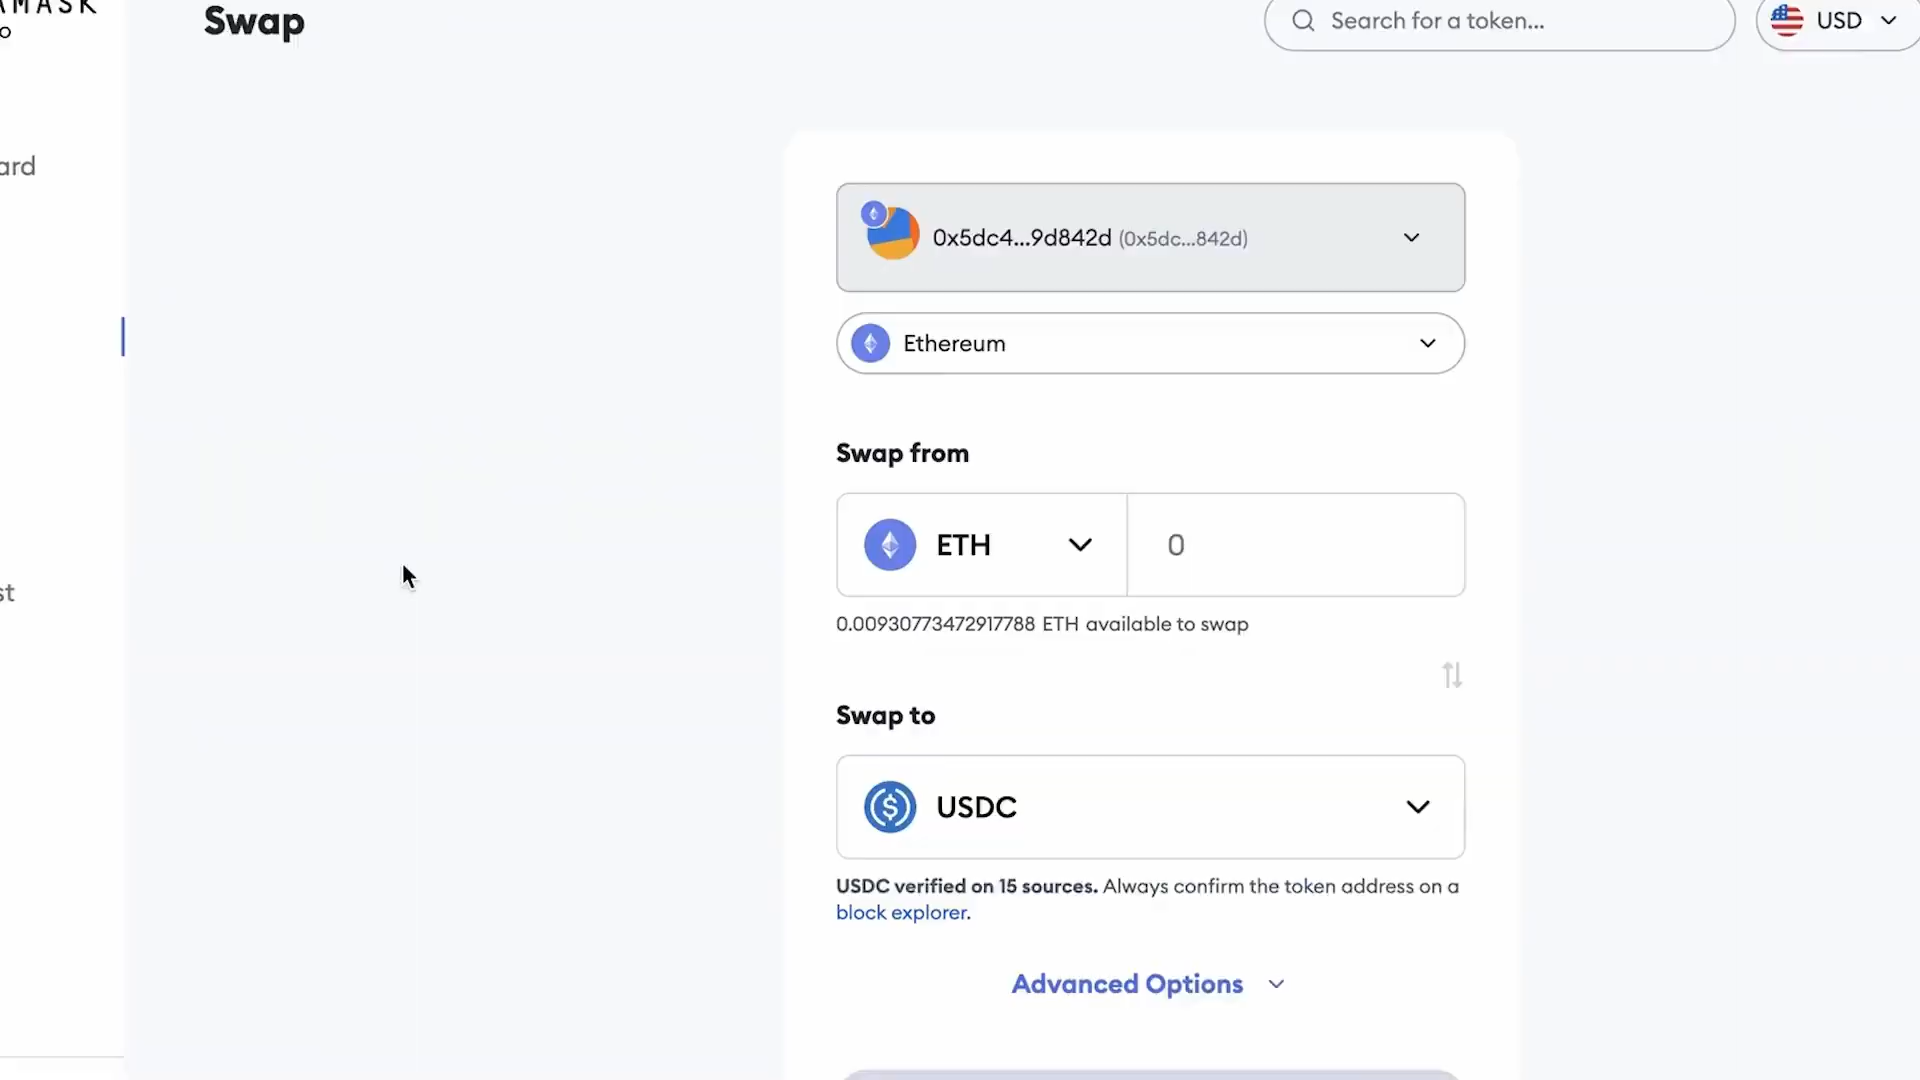 AMASK
o
Swap
Search for a token...
USD
ard
0x5dc4...9d842d (0x5dc...842d)
Ethereum
Swap from
ETH
0
0.00930773472917788 ETH available to swap
st
Swap to
USDC
USDC verified on 15 sources. Always confirm the token address on a
block explorer.
Advanced Options